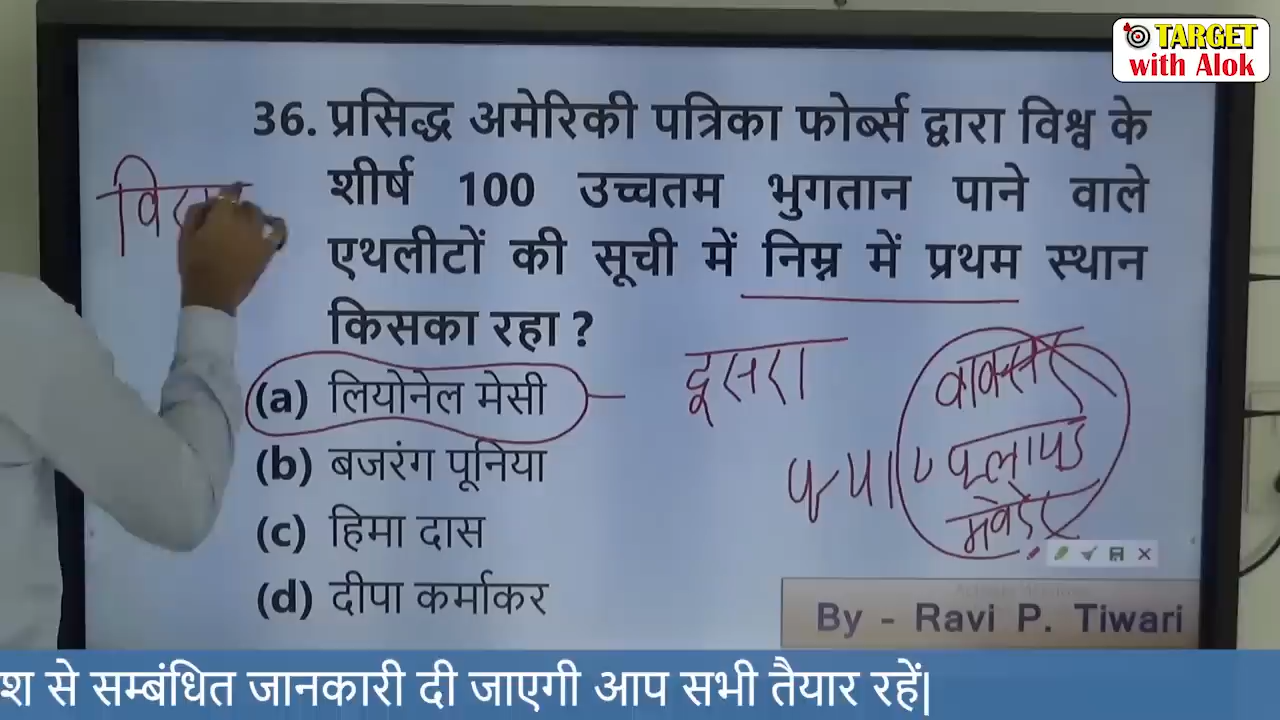 TARGET
with Alok
36. प्रसिद्ध अमेरिकी पत्रिका फोर्ब्स द्वारा विश्व के
शीर्ष 100 उच्चतम भुगतान पाने वाले
एथलीटों की सूची में निम्न में प्रथम स्थान
किसका रहा ?
(a) लियोनेल मेसी
दूसरा
(b) बजरंग पूनिया
(c) हिमा दास
(d) दीपा कर्माकर
By - Ravi P. Tiwari
श से सम्बंधित जानकारी दी जाएगी आप सभी तैयार रहें|